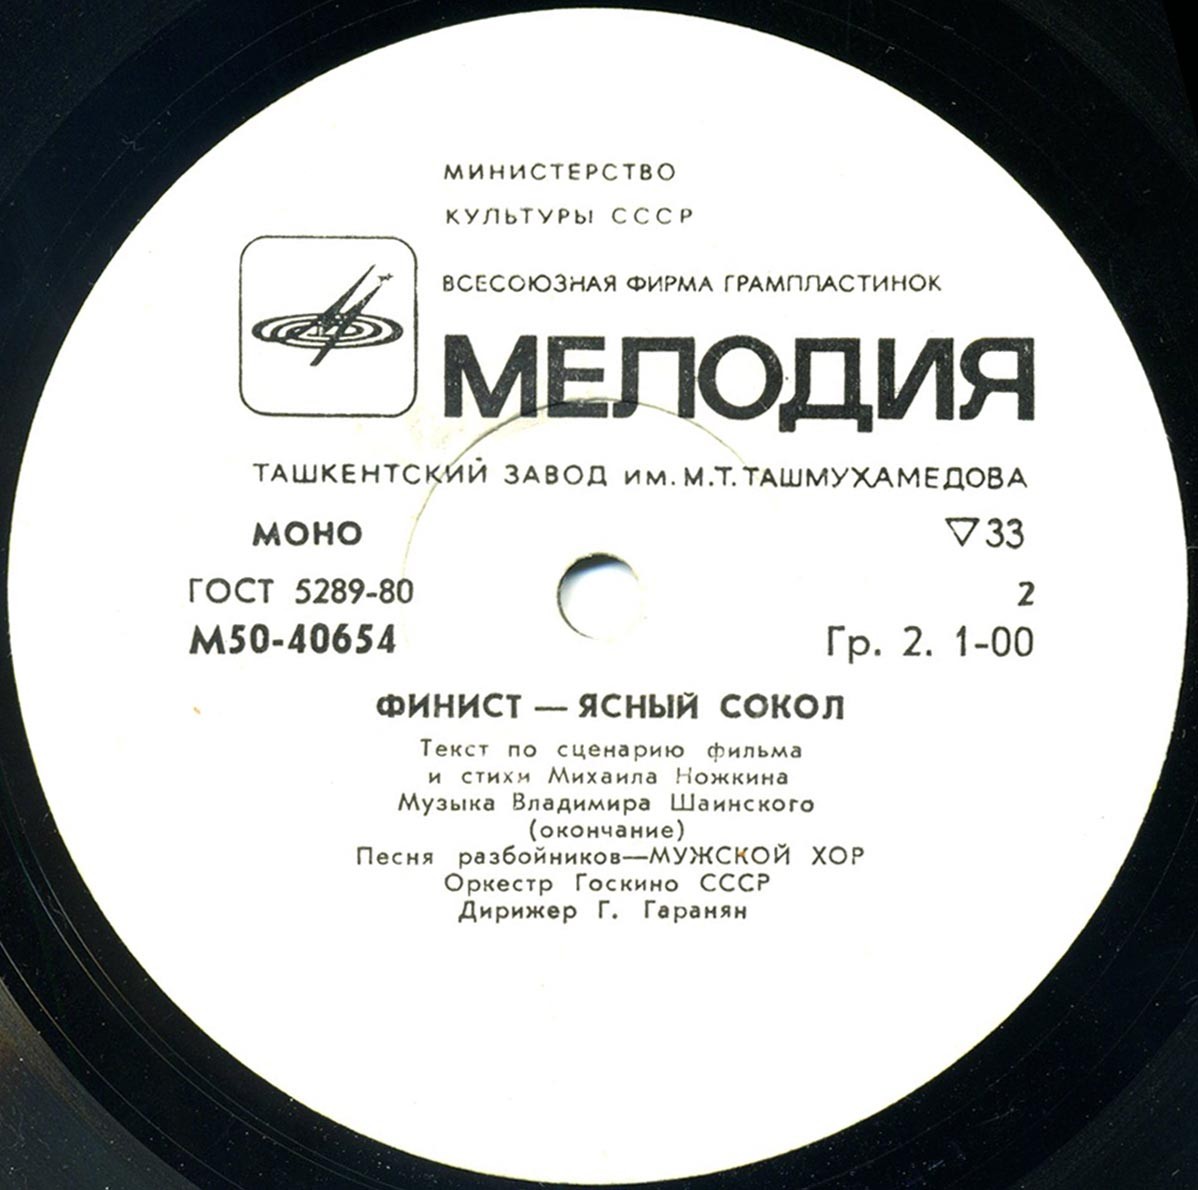 МИНИСТЕРСТВО
КУЛЬТУРЫ СССР
ВСЕСОЮЗНАЯ ФИРМА ГРАМПЛАСТИНОК
МЕЛОДИЯ
ТАШКЕНТСКИЙ ЗАВОД им. М.Т. ТАШМУХАМЕДОВА
МОНО ▽33
ГОСТ 5289-80 2
М50-40654 Гр. 2. 1-00
ФИНИСТ — ЯСНЫЙ СОКОЛ
Текст по сценарию фильма
и стихи Михаила Ножкина
Музыка Владимира Шаинского
(окончание)
Песня разбойников—МУЖСКОЙ ХОР
Оркестр Госкино СССР
Дирижер Г. Гаранян